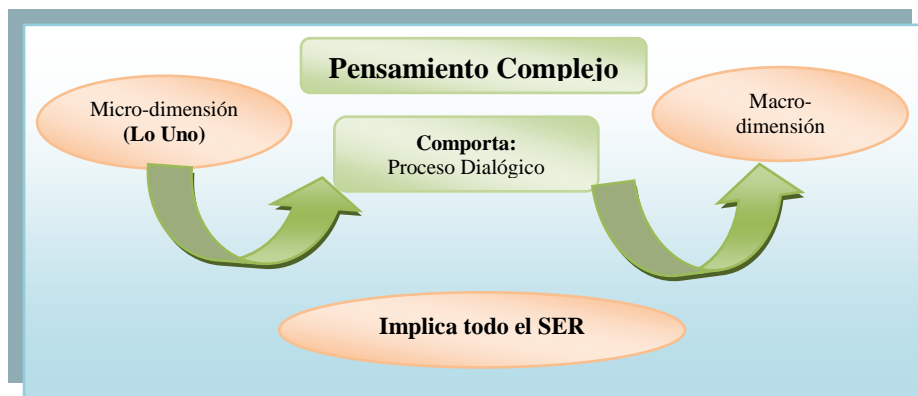 Pensamiento Complejo
Micro-dimensión
(Lo Uno)
Comporta:
Proceso Dialógico
Macro-
dimensión
Implica todo el SER